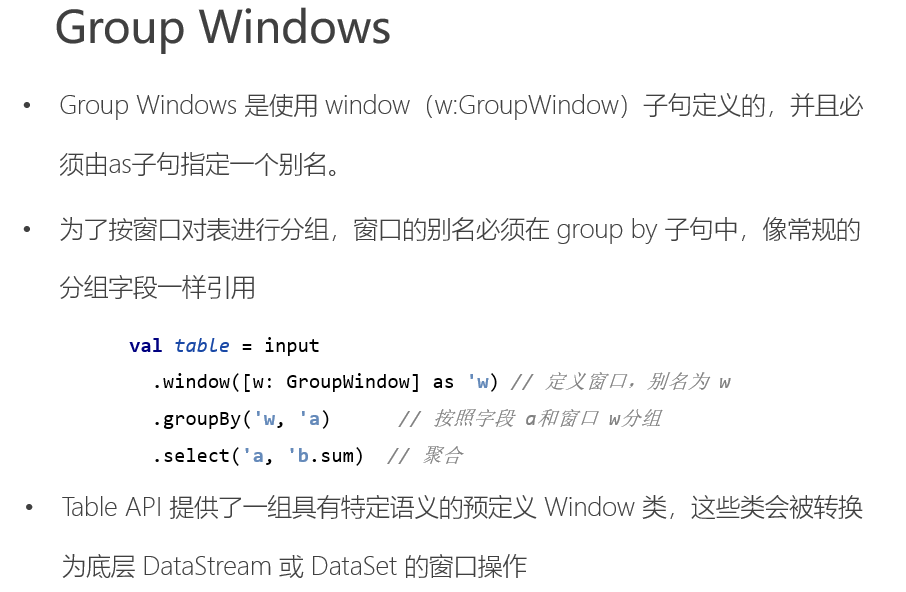 Group Windows
• Group Windows 是使用 window（w:GroupWindow）子句定义的，并且必
须由as子句指定一个别名。
• 为了按窗口对表进行分组，窗口的别名必须在 group by 子句中，像常规的
分组字段一样引用
val table = input
.window([w: GroupWindow] as 'w) // 定义窗口，别名为 w
.groupBy('w, 'a) // 按照字段 a和窗口 w分组
.select('a, 'b.sum) // 聚合
• Table API 提供了一组具有特定语义的预定义 Window 类，这些类会被转换
为底层 DataStream 或 DataSet 的窗口操作